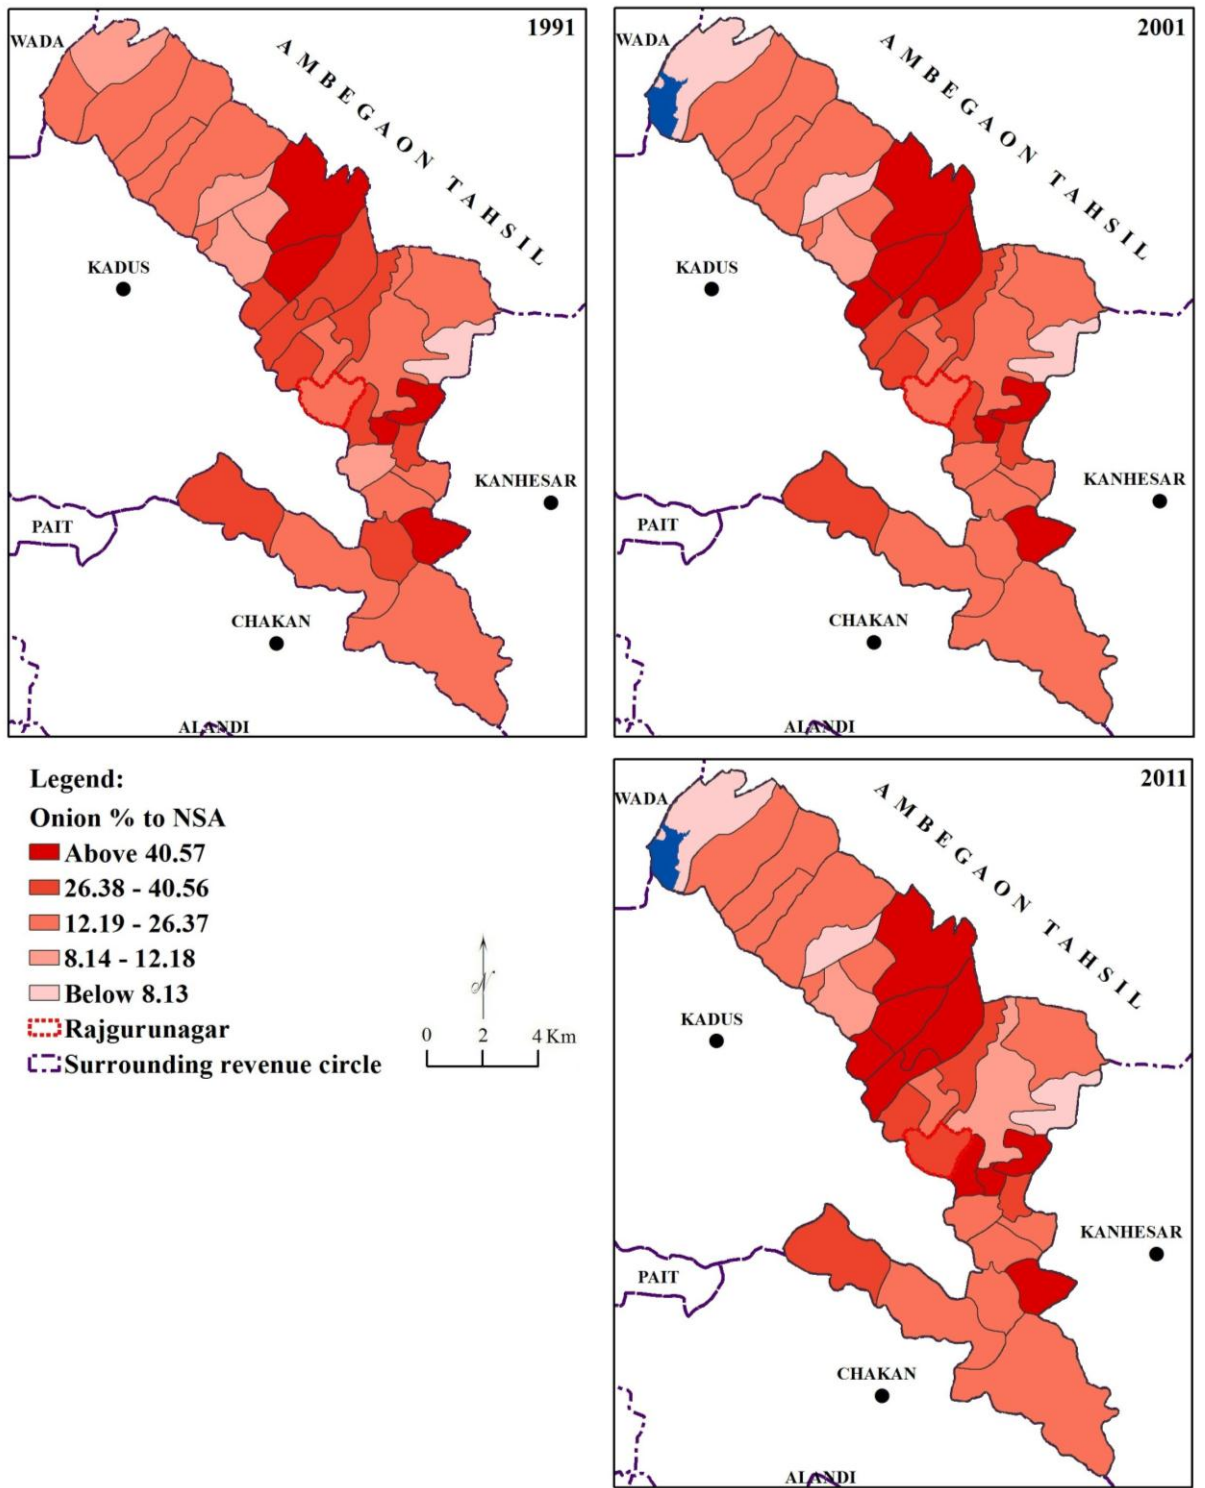 1991
WADA
AMBEGAON TAHSIL
KADUS
KANHESAR
PAIT
CHAKAN
ALANDI
2001
WADA
AMBEGAON TAHSIL
KADUS
KANHESAR
PAIT
CHAKAN
ALANDI
Legend:
Onion % to NSA
Above 40.57
26.38 - 40.56
12.19 - 26.37
8.14 - 12.18
Below 8.13
Rajgurunagar
Surrounding revenue circle
N
0 2 4 Km
2011
WADA
AMBEGAON TAHSIL
KADUS
KANHESAR
PAIT
CHAKAN
ALANDI